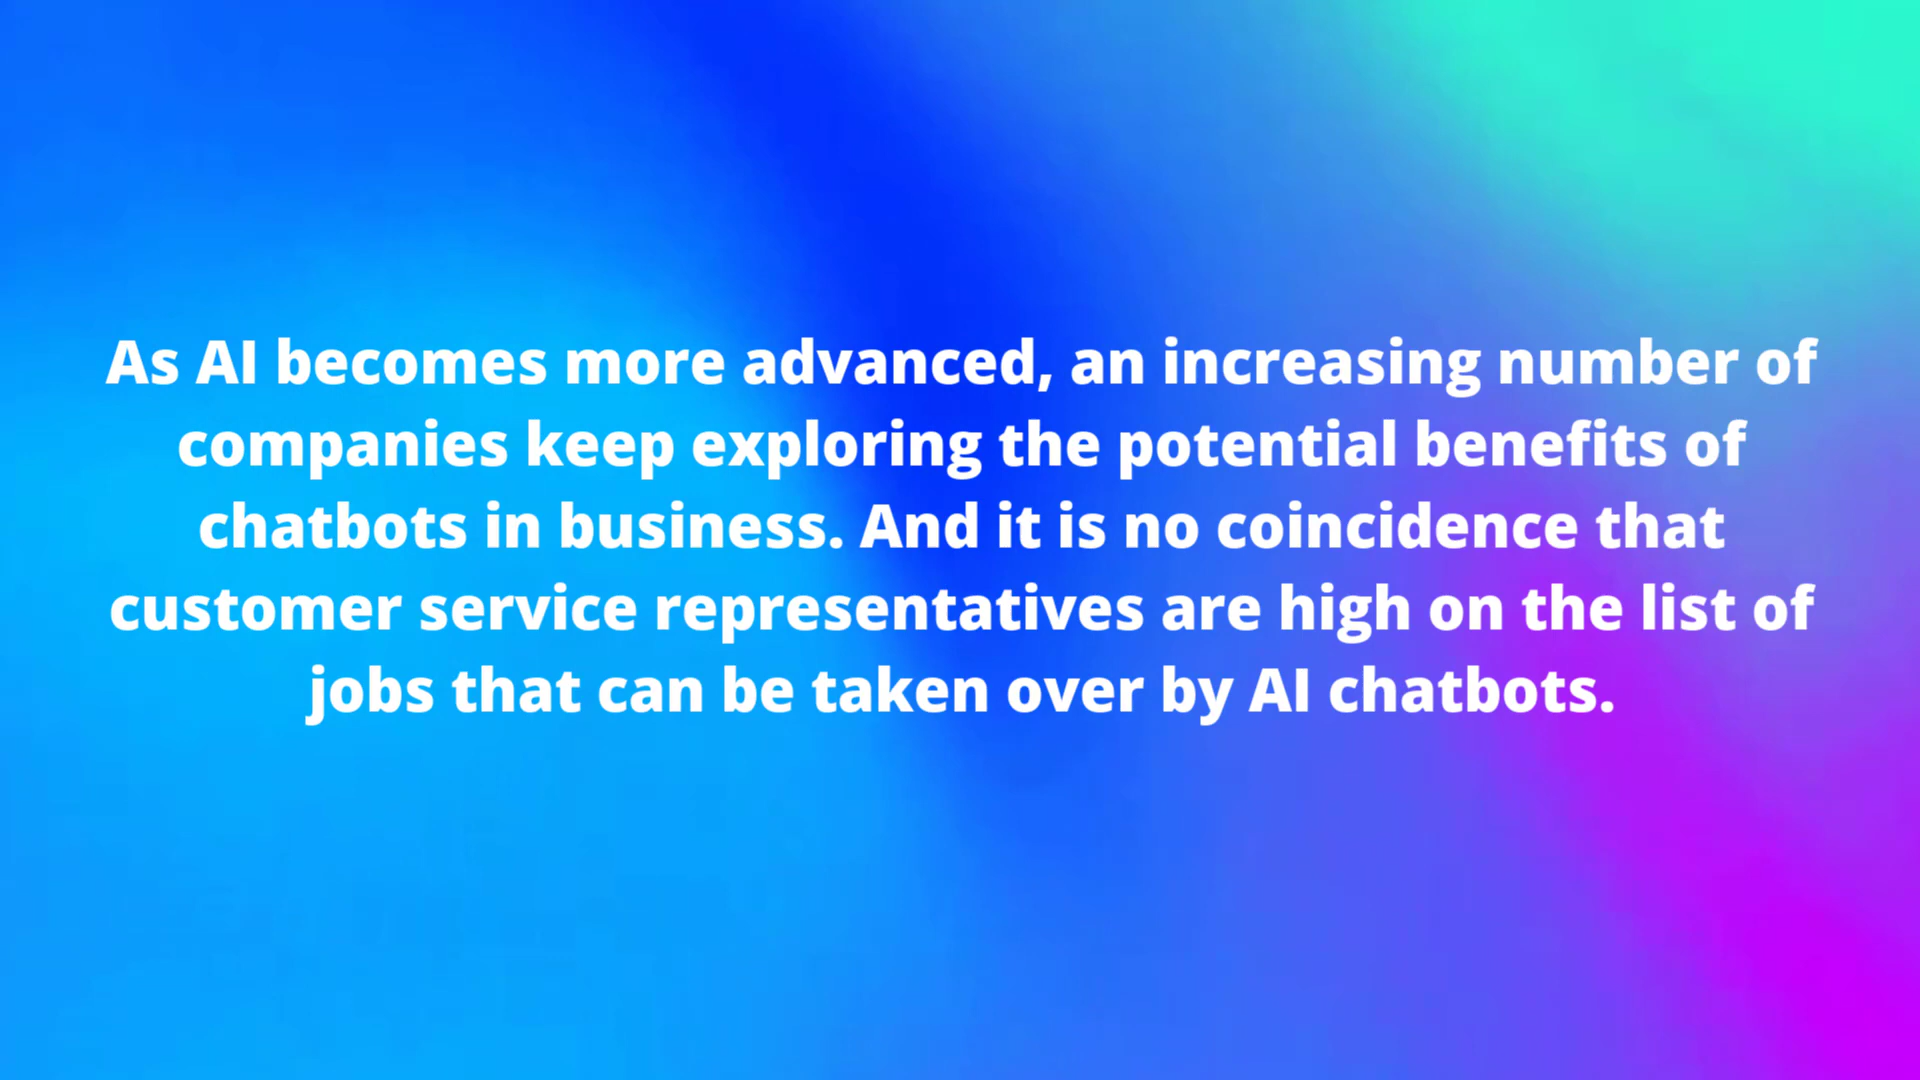 As AI becomes more advanced, an increasing number of
companies keep exploring the potential benefits of
chatbots in business. And it is no coincidence that
customer service representatives are high on the list of
jobs that can be taken over by AI chatbots.